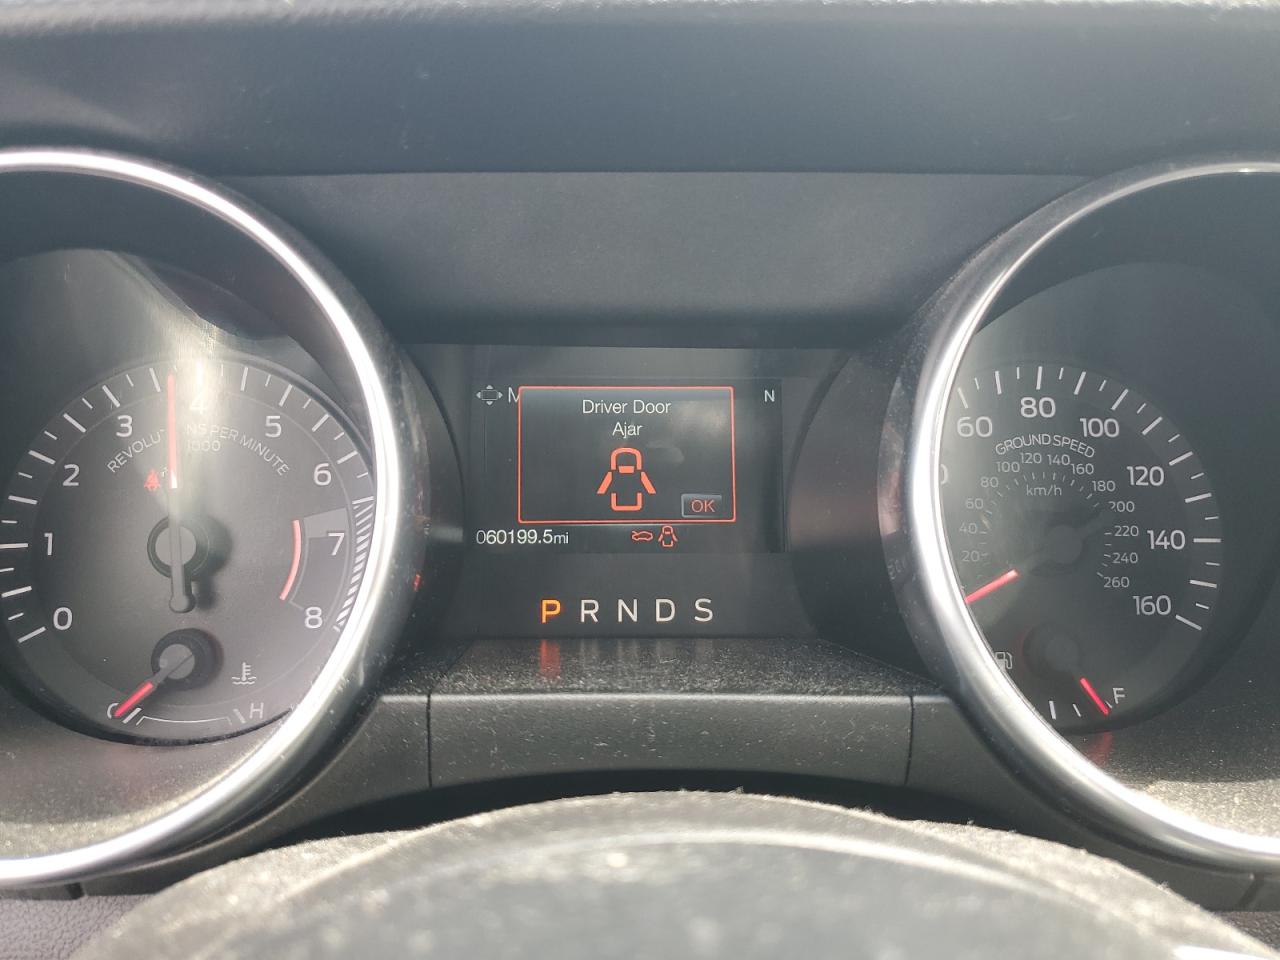 0
1
2
3
4
5
6
7
8
REVOLUTIONS PER MINUTE
1000
H
M
N
Driver Door
Ajar
OK
060199.5mi
P R N D S
60
80
100
120
140
160
GROUND SPEED
km/h
20
40
60
80
100
120
140
160
180
200
220
240
260
F